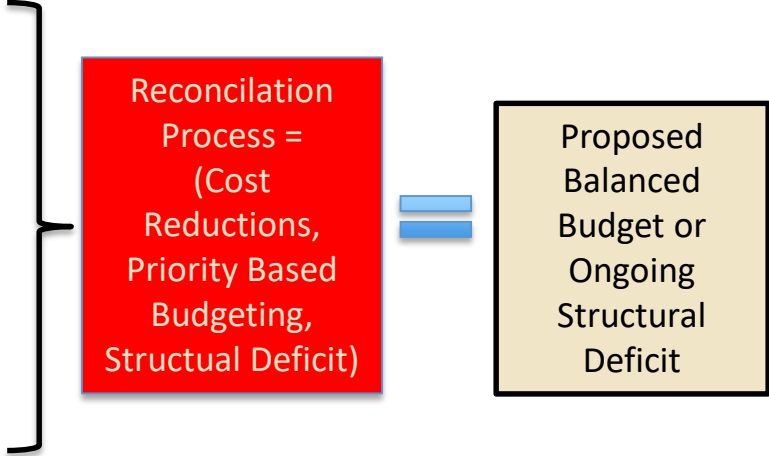 Reconcilation
Process =
(Cost
Reductions,
Priority Based
Budgeting,
Structual Deficit)
Proposed
Balanced
Budget or
Ongoing
Structural
Deficit